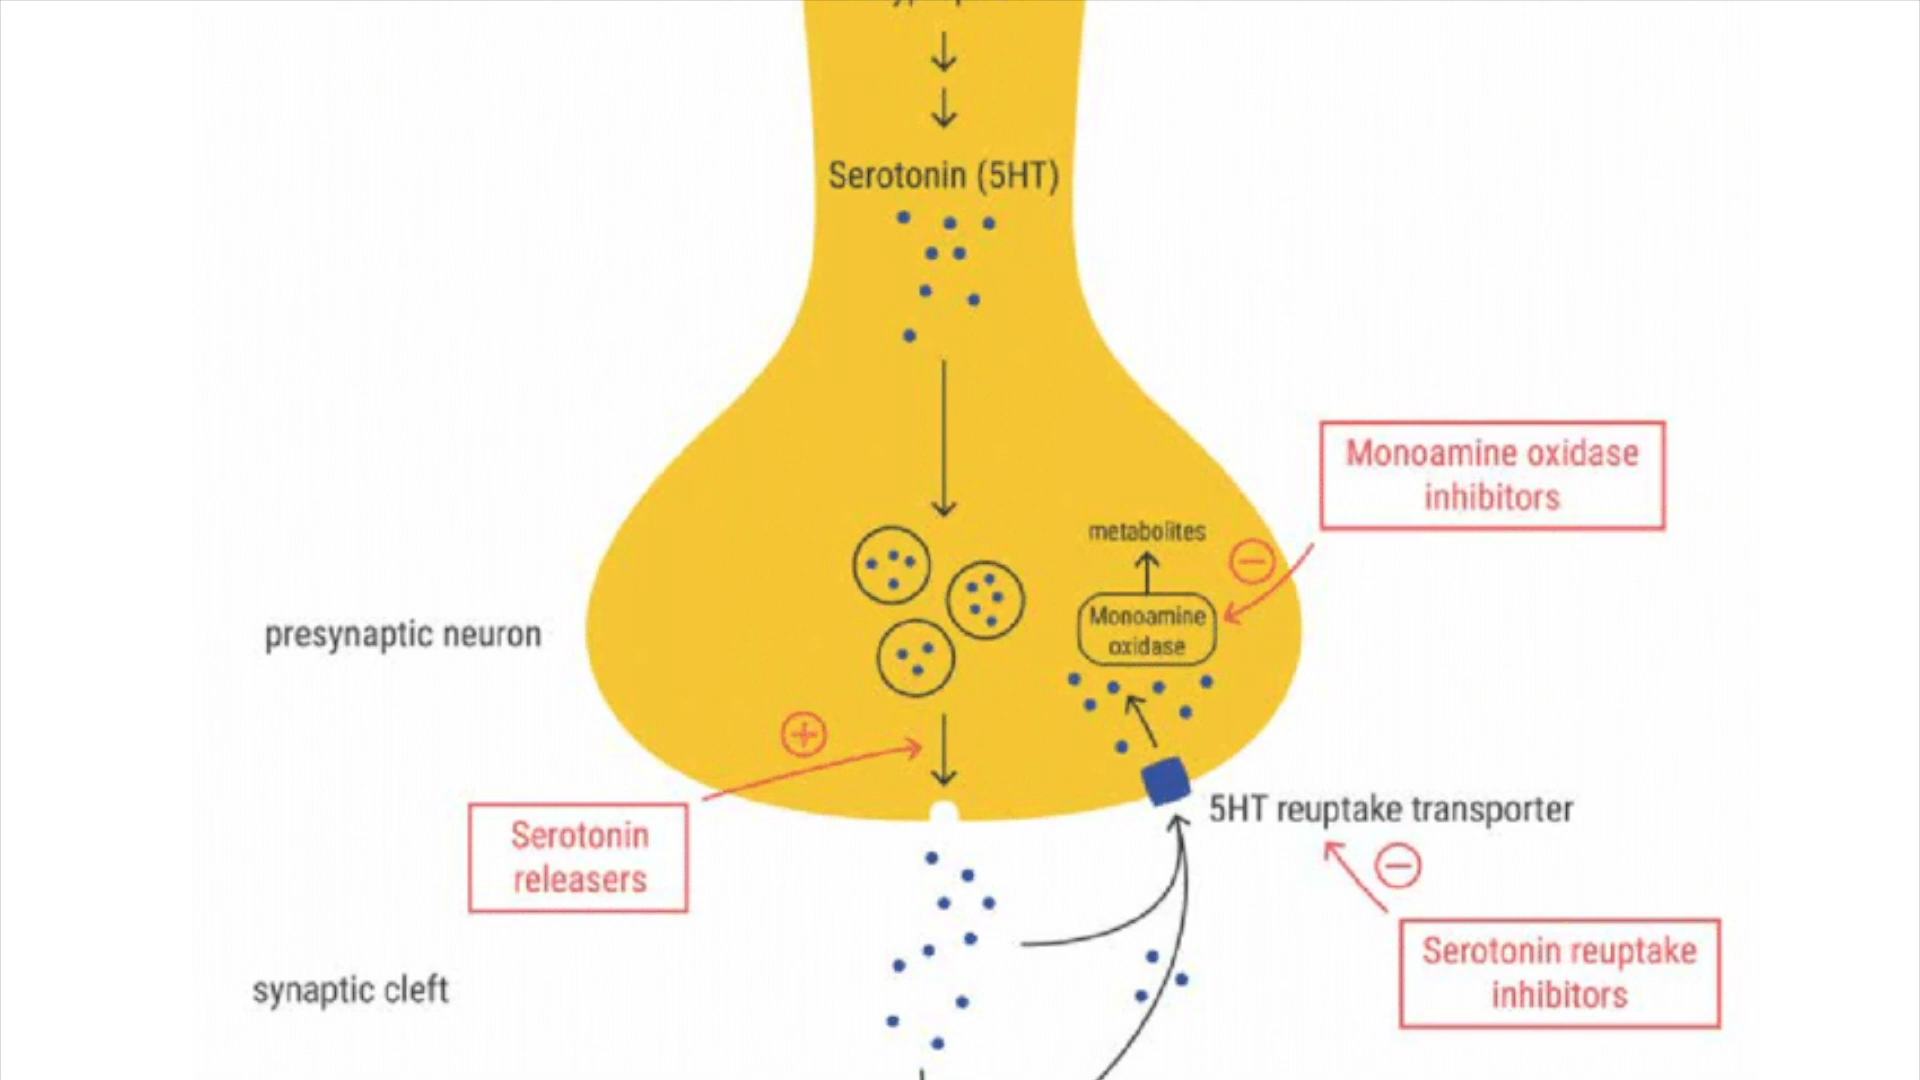 Serotonin (5HT)
Monoamine oxidase
inhibitors
metabolites
Monoamine
oxidase
presynaptic neuron
5HT reuptake transporter
Serotonin
releasers
Serotonin reuptake
inhibitors
synaptic cleft